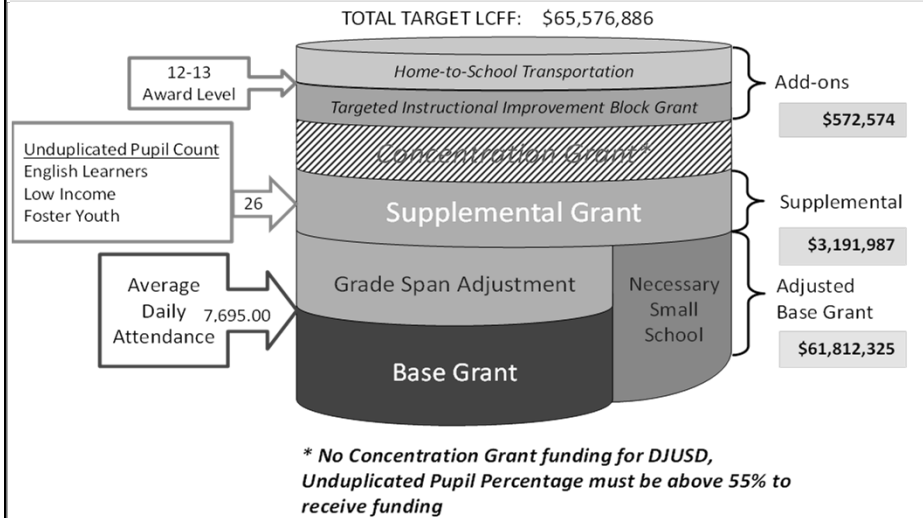 TOTAL TARGET LCFF: $65,576,886
12-13
Award Level
Home-to-School Transportation
Targeted Instructional Improvement Block Grant
Add-ons
$572,574
Unduplicated Pupil Count
English Learners
Low Income
Foster Youth
26
Concentration Grant*
Supplemental Grant
Supplemental
$3,191,987
Average
Daily
Attendance
7,695.00
Grade Span Adjustment
Necessary
Small
School
Base Grant
Adjusted
Base Grant
$61,812,325
* No Concentration Grant funding for DJUSD,
Unduplicated Pupil Percentage must be above 55% to
receive funding